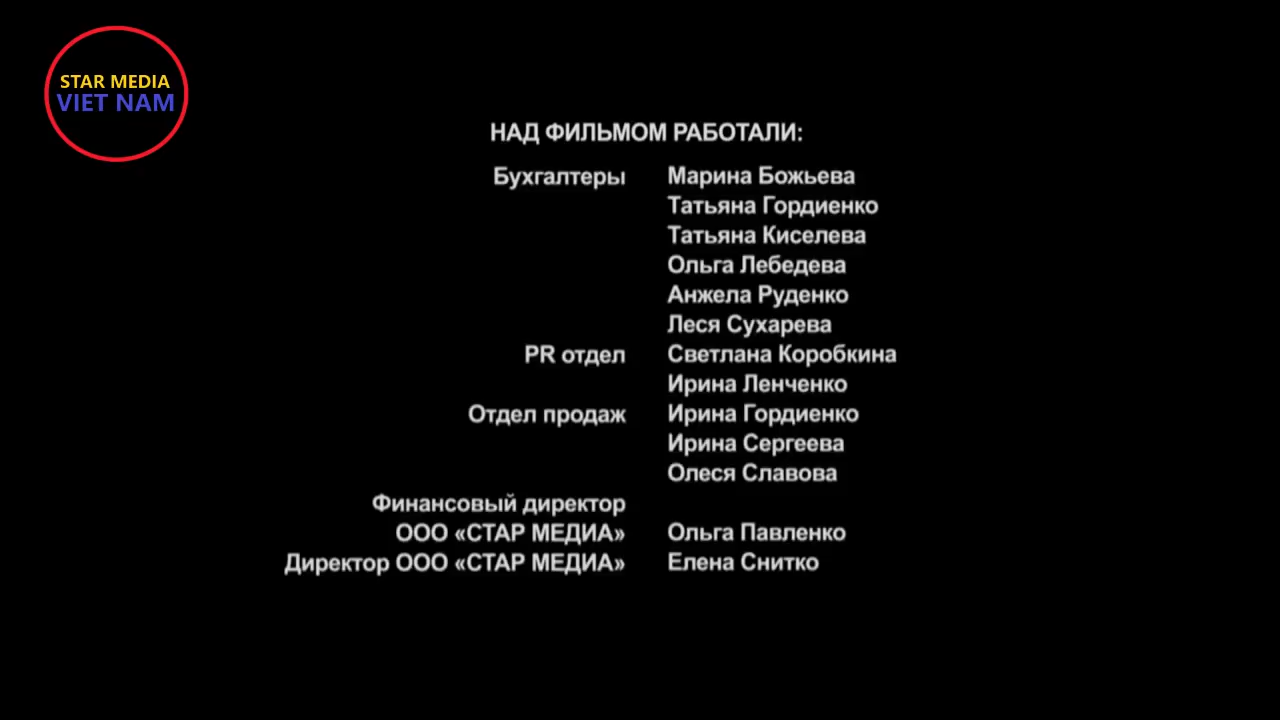 STAR MEDIA
VIET NAM
НАД ФИЛЬМОМ РАБОТАЛИ:
Бухгалтеры Марина Божьева
Татьяна Гордиенко
Татьяна Киселева
Ольга Лебедева
Анжела Руденко
Леся Сухарева
PR отдел Светлана Коробкина
Ирина Ленченко
Отдел продаж Ирина Гордиенко
Ирина Сергеева
Олеся Славова
Финансовый директор
ООО «СТАР МЕДИА» Ольга Павленко
Директор ООО «СТАР МЕДИА» Елена Снитко